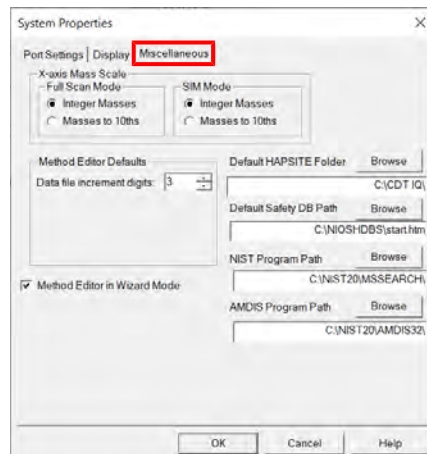 System Properties
Port Settings Display Miscellaneous
X-axis Mass Scale
Full Scan Mode SIM Mode
Integer Masses Integer Masses
Masses to 10ths Masses to 10ths
Method Editor Defaults Default HAPSITE Folder Browse
Data file increment digits: 3
C:\CDT IQ\
Default Safety DB Path Browse
C:\NIOSHDBS\start.htm
NIST Program Path Browse
C:\NIST20\MSSEARCH\
Method Editor in Wizard Mode
AMDIS Program Path Browse
C:\NIST20\AMDIS32\
OK Cancel Help